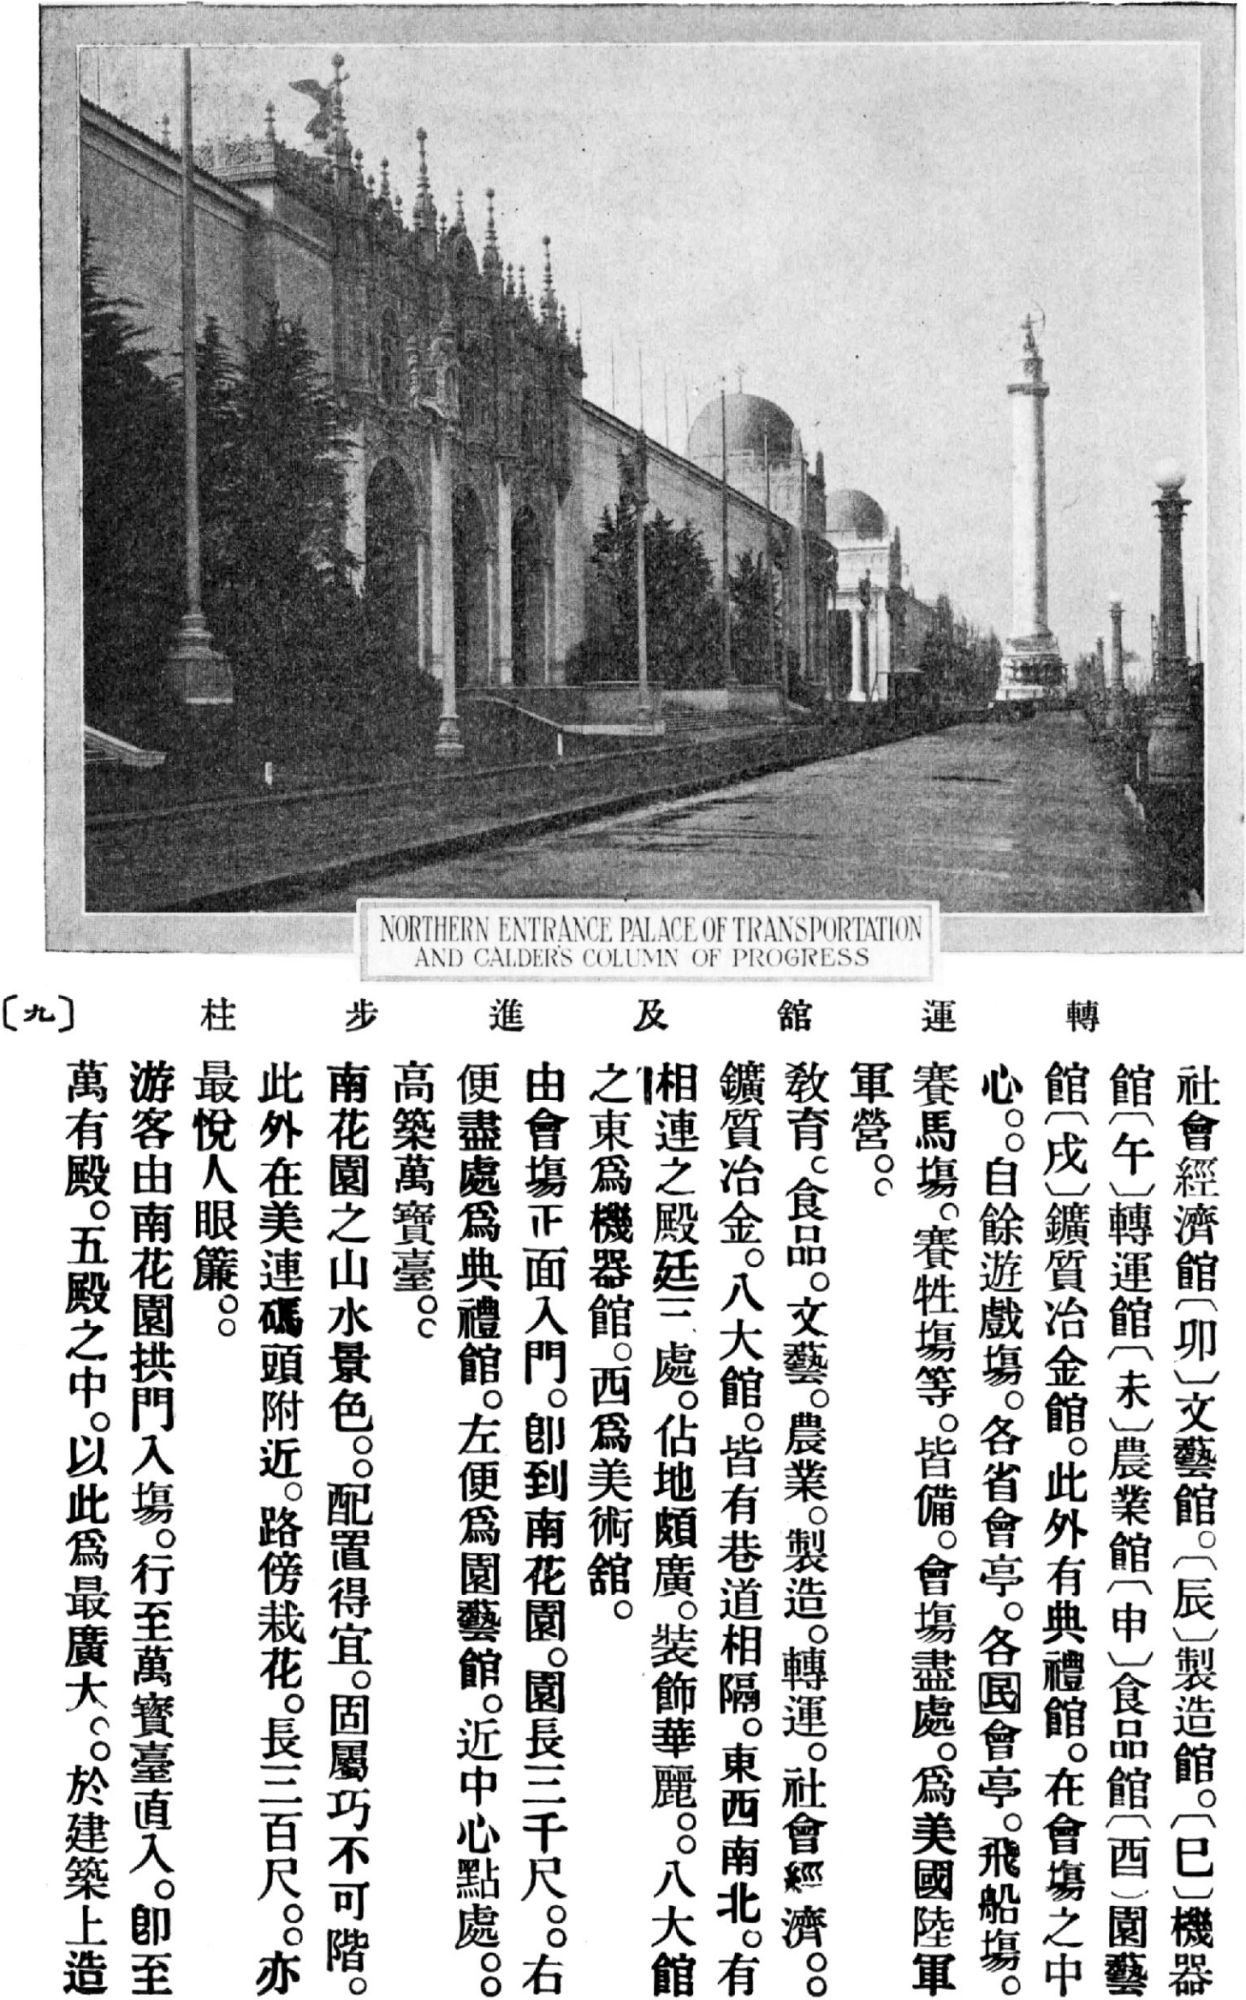 NORTHERN ENTRANCE PALACE OF TRANSPORTATION
AND CALDER'S COLUMN OF PROGRESS
轉運舘及進步柱
〔九〕
社會經濟館〔卯〕文藝館。〔辰〕製造館。〔巳〕機器
館〔午〕轉運館〔未〕農業館〔申〕食品館〔酉〕園藝
館〔戌〕鑛質冶金館。此外有典禮館。在會塲之中
心。。自餘遊戲塲。各省會亭。各國會亭。飛船塲。
賽馬塲。賽牲塲等。皆備。會塲盡處。爲美國陸軍
軍營。。
敎育。食品。文藝。農業。製造。轉運。社會經濟。。
鑛質冶金。八大館。皆有巷道相隔。東西南北。有
相連之殿廷三處。佔地頗廣。裝飾華麗。。八大館
之東爲機器館。西爲美術舘。
由會塲正面入門。卽到南花園。園長三千尺。。右
便盡處爲典禮館。左便爲園藝館。近中心點處。。
高築萬寶臺。。
南花園之山水景色。。配置得宜。固屬巧不可階。
此外在美連碼頭附近。路傍栽花。長三百尺。。亦
最悅人眼簾。。
游客由南花園拱門入塲。行至萬寶臺直入。卽至
萬有殿。五殿之中。以此爲最廣大。。於建築上造